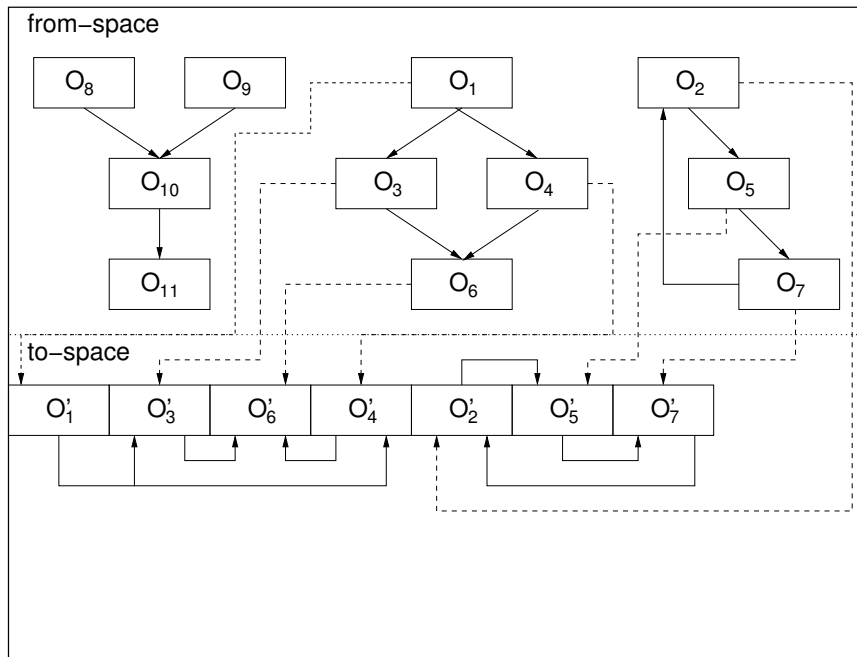 from−space
O₈ O₉ O₁ O₂
O₁₀ O₃ O₄ O₅
O₁₁ O₆ O₇
to−space
O'₁ O'₃ O'₆ O'₄ O'₂ O'₅ O'₇